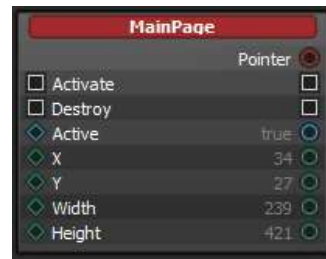 MainPage
Pointer
Activate
Destroy
Active true
X 34
Y 27
Width 239
Height 421